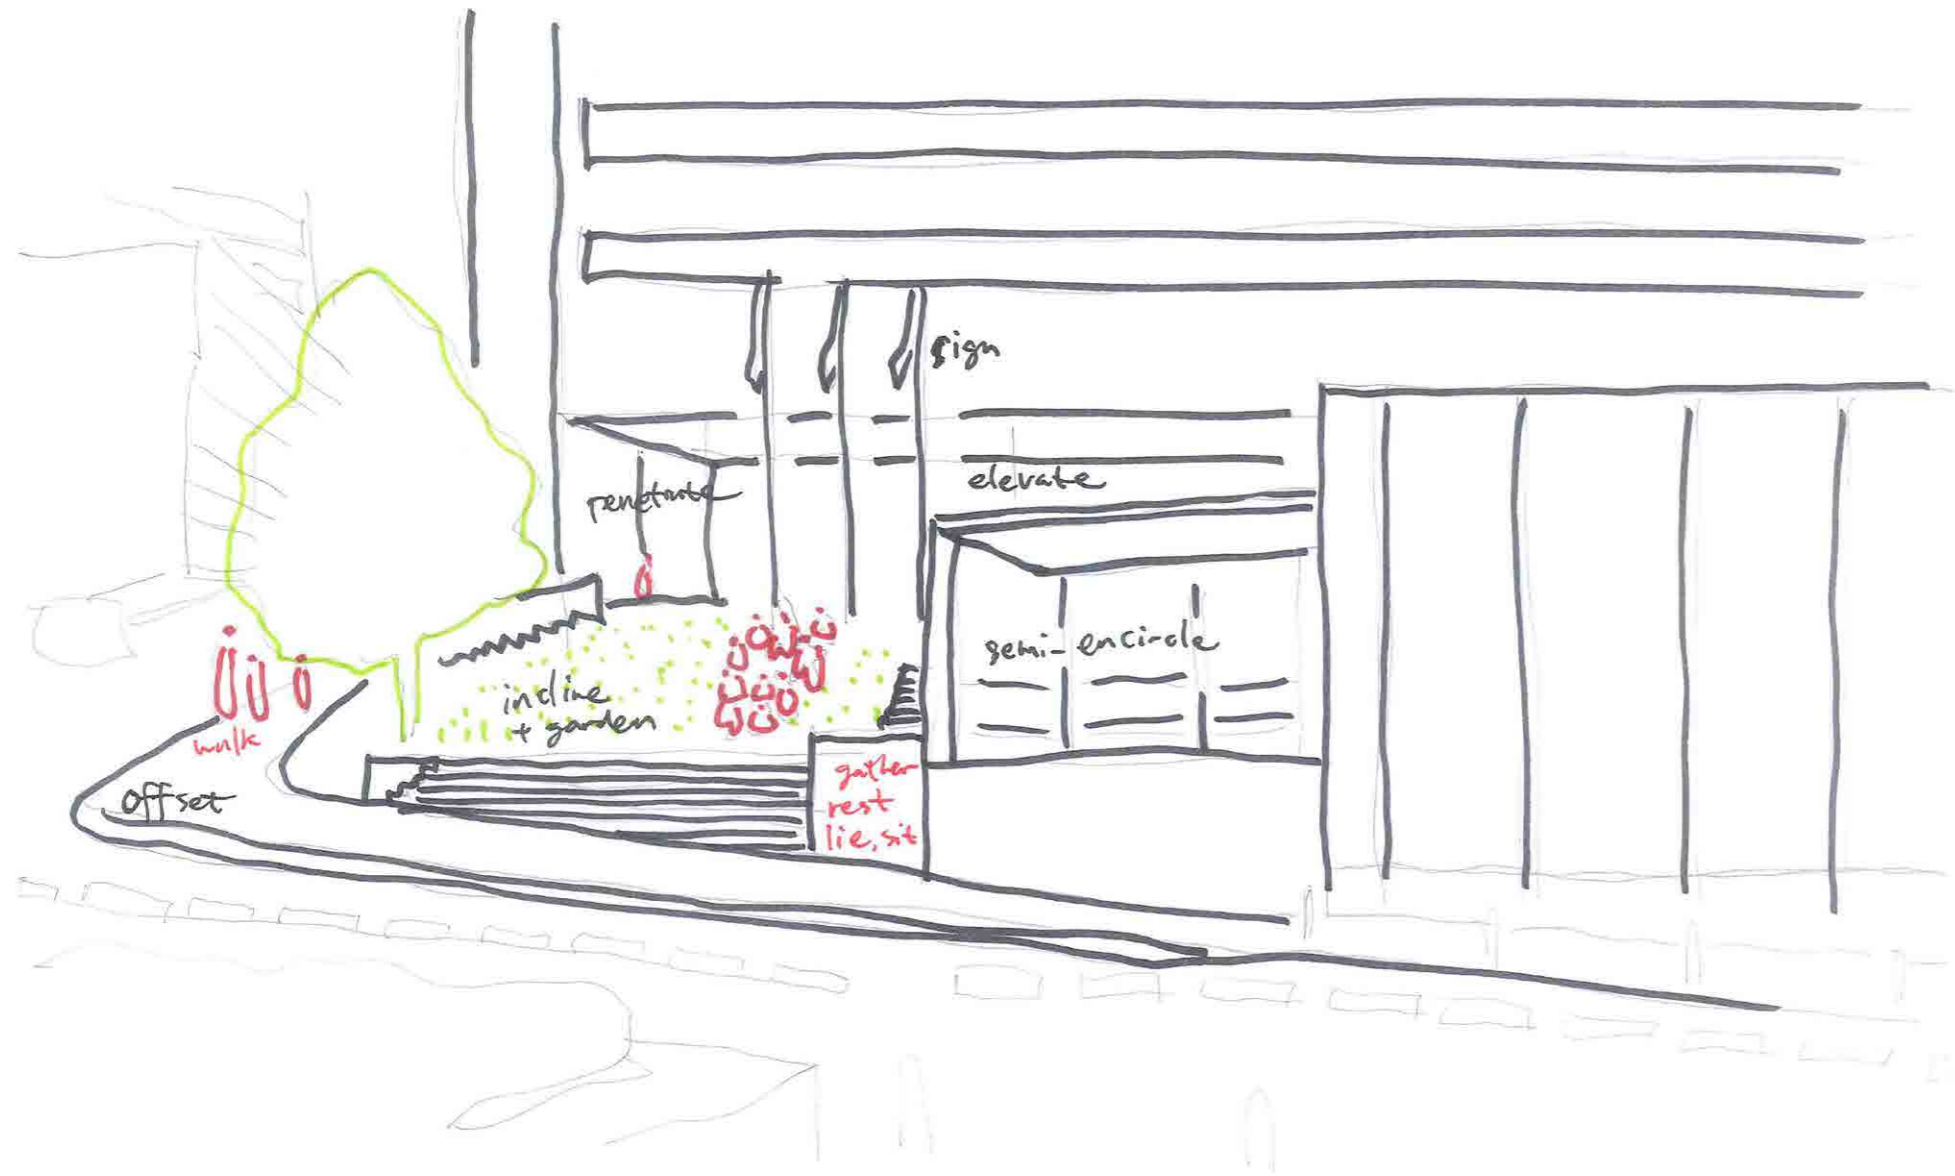 sign
elevate
penetrate
semi-encircle
incline
+ garden
walk
offset
gather
rest
lie, sit